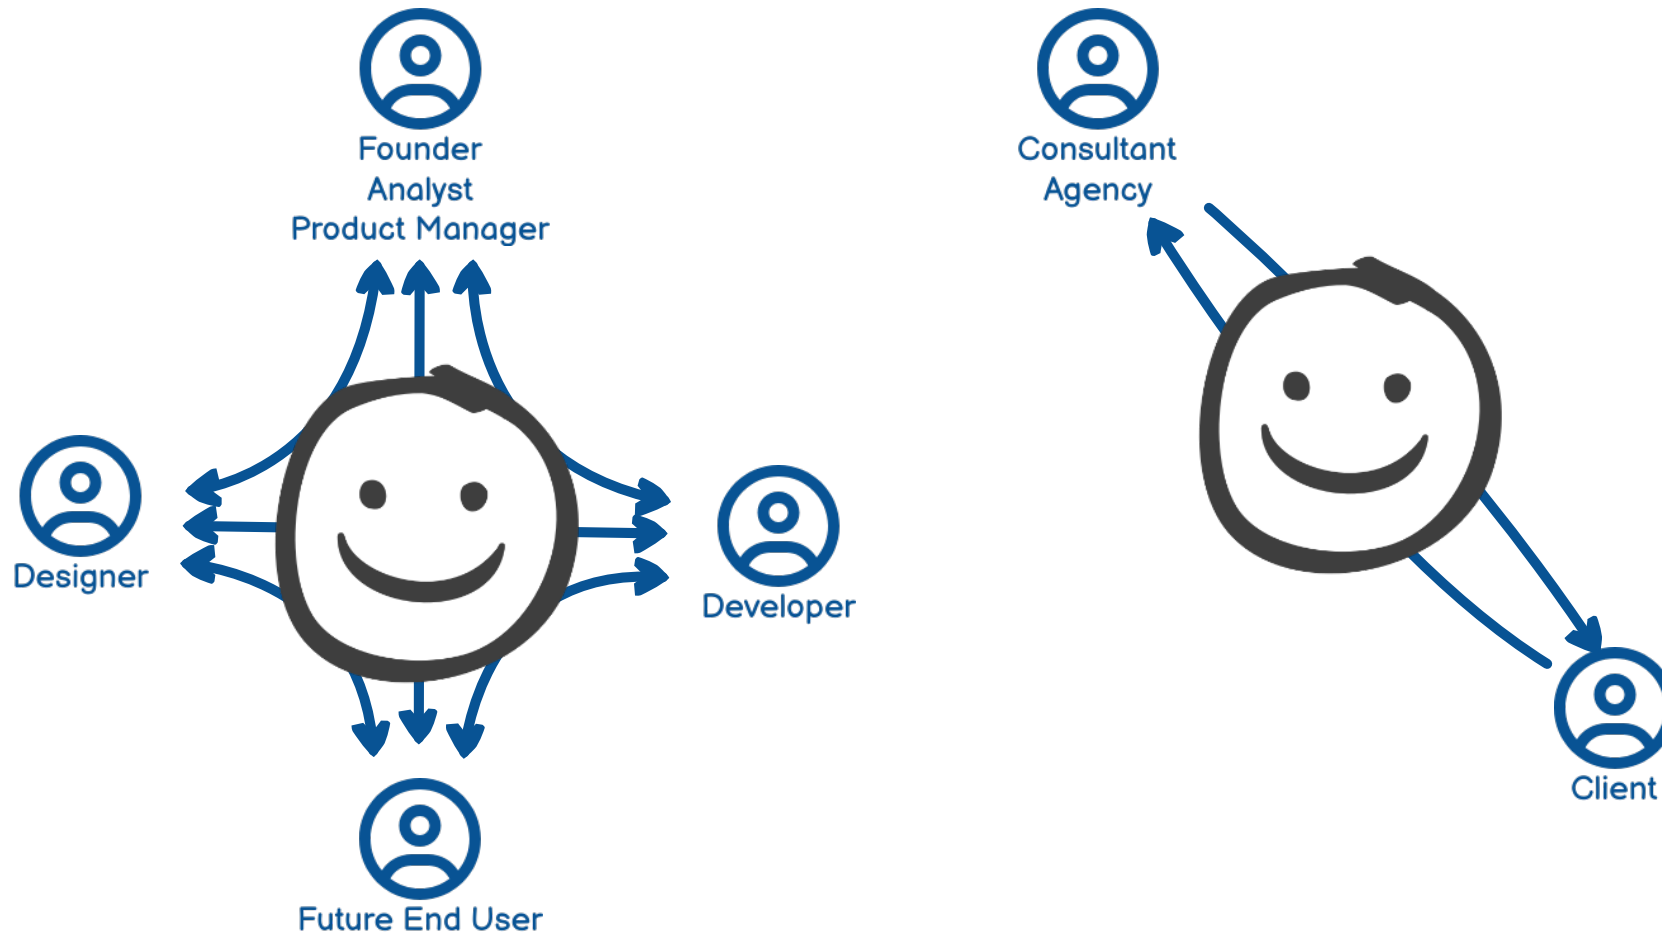 Founder
Analyst
Product Manager
Designer
Developer
Future End User
Consultant
Agency
Client